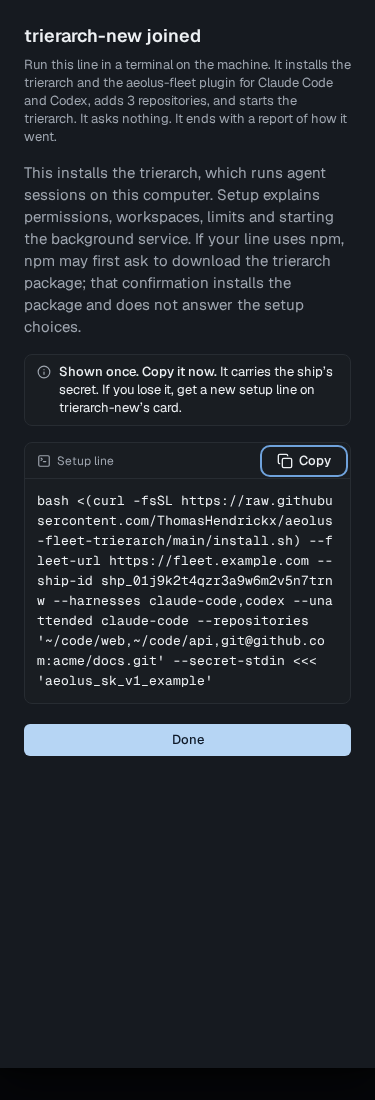 trierarch-new joined
Run this line in a terminal on the machine. It installs the
trierarch and the aeolus-fleet plugin for Claude Code
and Codex, adds 3 repositories, and starts the
trierarch. It asks nothing. It ends with a report of how it
went.
This installs the trierarch, which runs agent
sessions on this computer. Setup explains
permissions, workspaces, limits and starting
the background service. If your line uses npm,
npm may first ask to download the trierarch
package; that confirmation installs the
package and does not answer the setup
choices.
Shown once. Copy it now. It carries the ship's
secret. If you lose it, get a new setup line on
trierarch-new's card.
Setup line
Copy
bash <(curl -fsSL https://raw.githubu
sercontent.com/ThomasHendrickx/aeolus
-fleet-trierarch/main/install.sh) --f
leet-url https://fleet.example.com --
ship-id shp_01j9k2t4qzr3a9w6m2v5n7trn
w --harnesses claude-code,codex --una
ttended claude-code --repositories
'~/code/web,~/code/api,git@github.co
m:acme/docs.git' --secret-stdin <<<
'aeolus_sk_v1_example'
Done